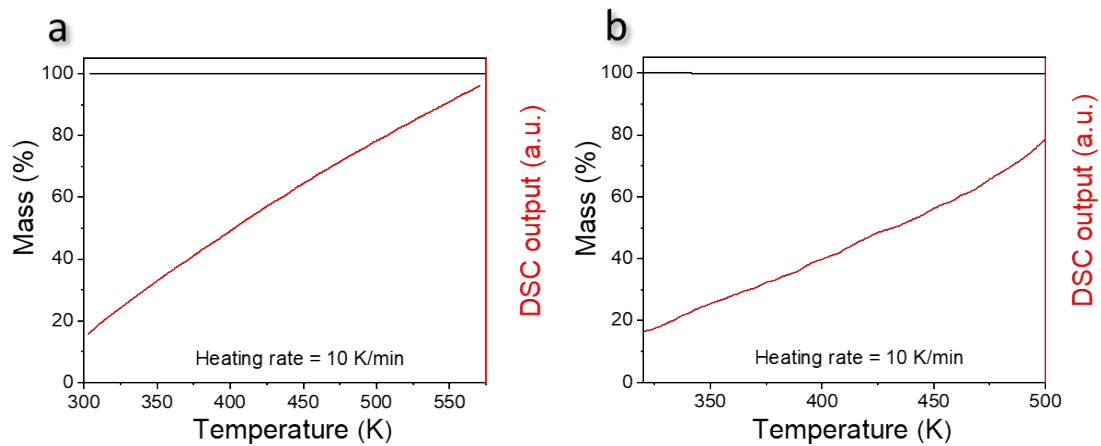 a
Mass (%)
100
80
60
40
20
0
Heating rate = 10 K/min
300
350
400
450
500
550
Temperature (K)
DSC output (a.u.)
b
Mass (%)
100
80
60
40
20
0
Heating rate = 10 K/min
350
400
450
500
Temperature (K)
DSC output (a.u.)